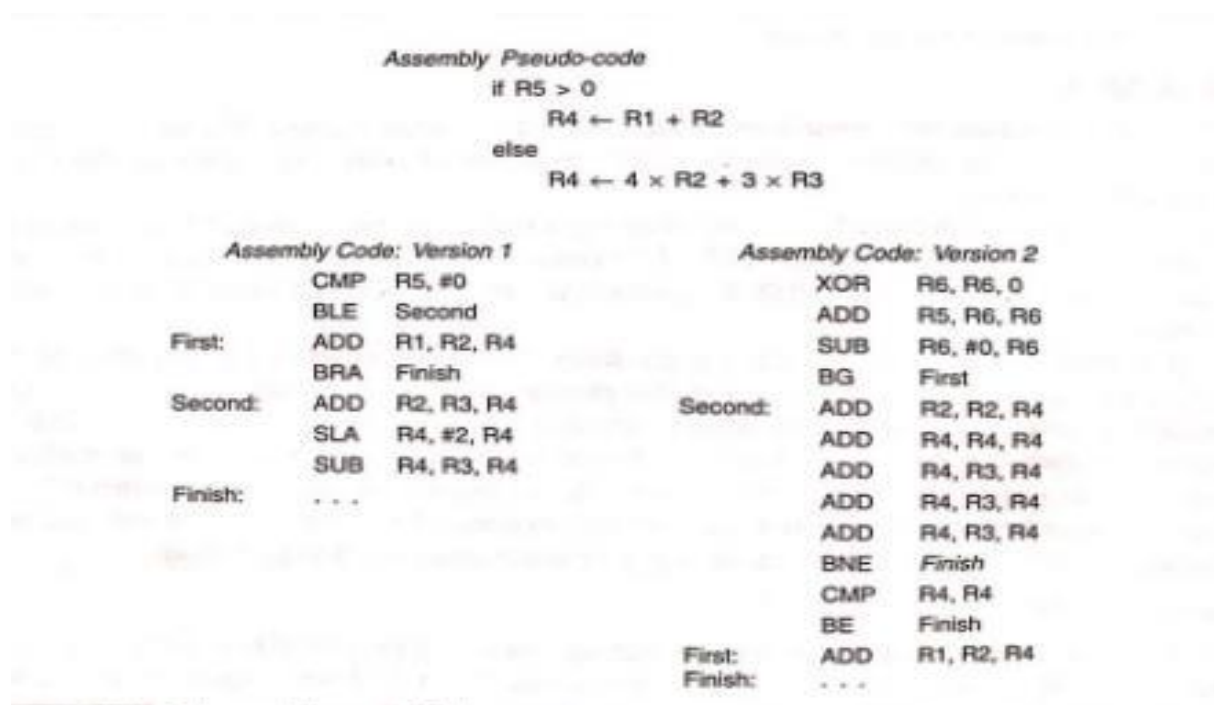 Assembly Pseudo-code
if R5 > 0
R4 ← R1 + R2
else
R4 ← 4 × R2 + 3 × R3
Assembly Code: Version 1
CMP R5, #0
BLE Second
First: ADD R1, R2, R4
BRA Finish
Second: ADD R2, R3, R4
SLA R4, #2, R4
SUB R4, R3, R4
Finish: . . .
Assembly Code: Version 2
XOR R6, R6, 0
ADD R5, R6, R6
SUB R6, #0, R6
BG First
Second: ADD R2, R2, R4
ADD R4, R4, R4
ADD R4, R3, R4
ADD R4, R3, R4
ADD R4, R3, R4
BNE Finish
CMP R4, R4
BE Finish
First: ADD R1, R2, R4
Finish: . . .